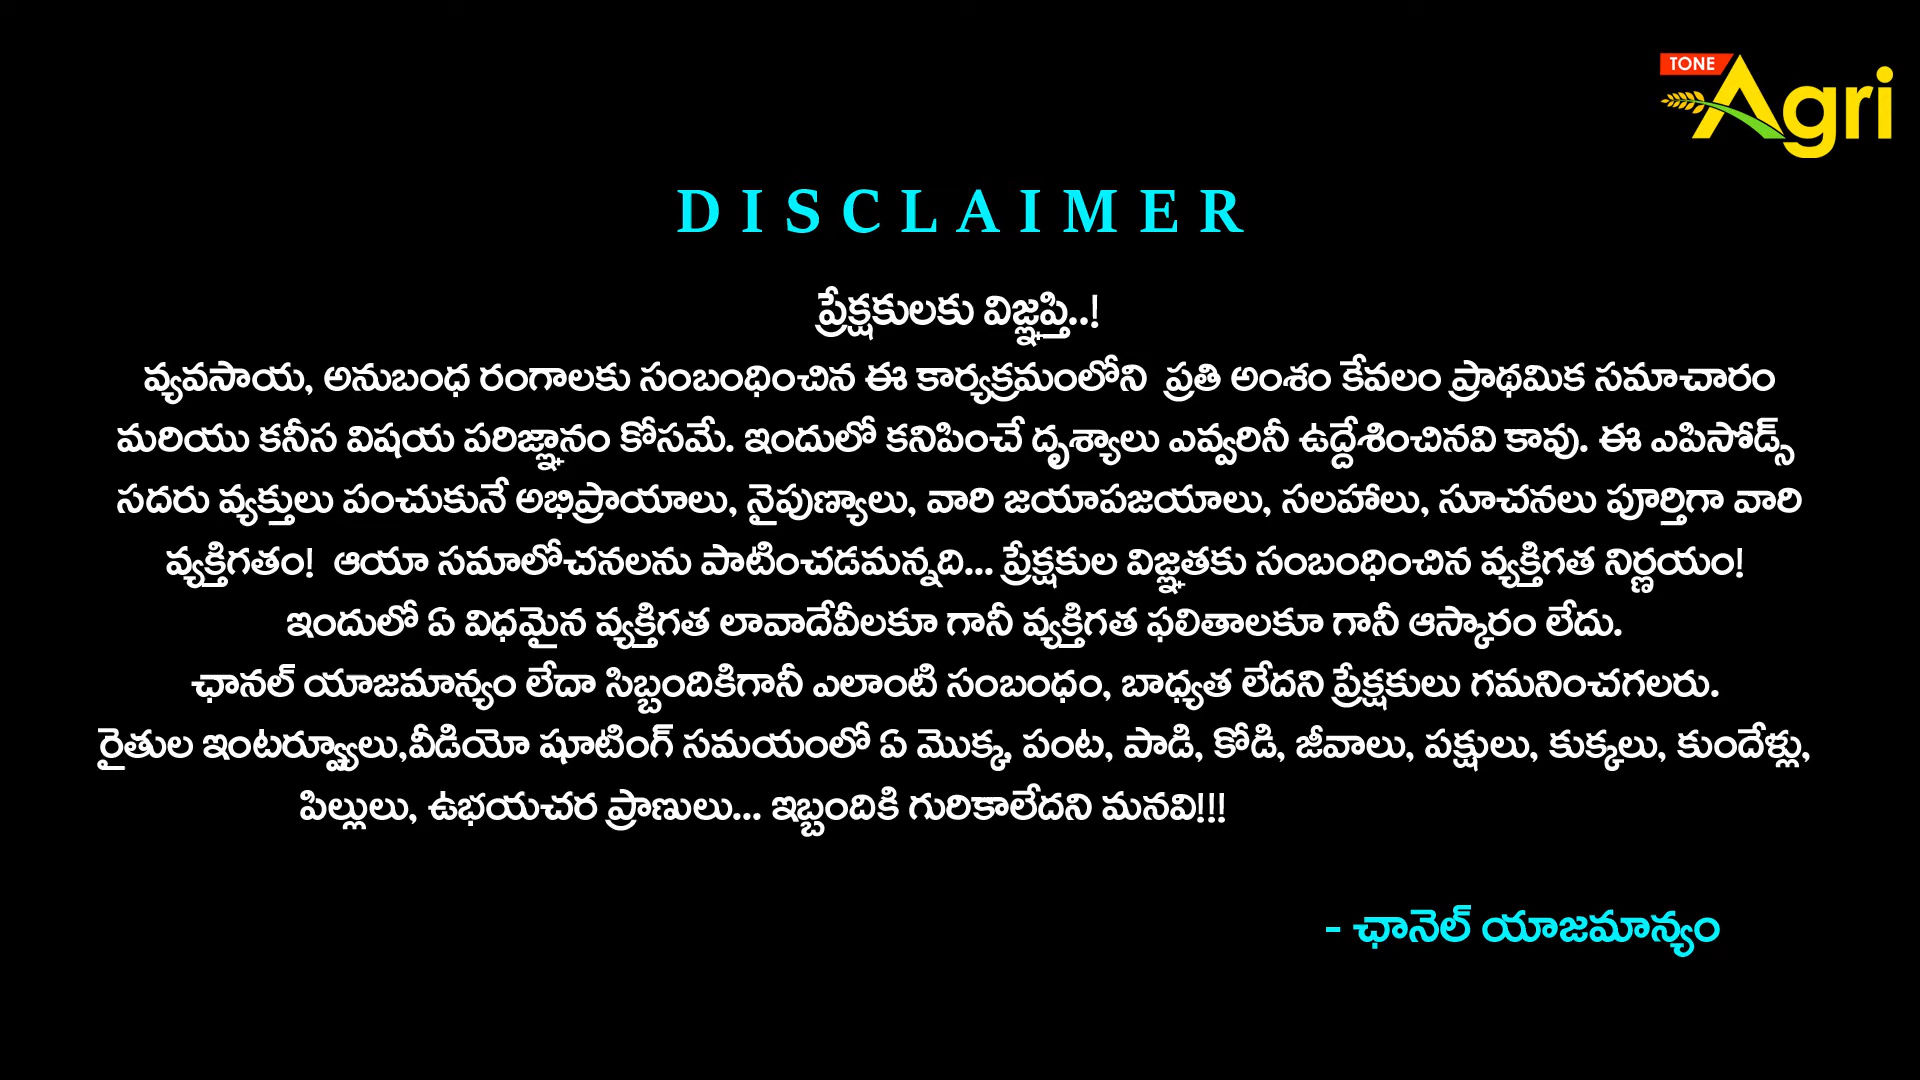 TONE
Agri
DISCLAIMER
ప్రేక్షకులకు విజ్ఞప్తి..!
వ్యవసాయ, అనుబంధ రంగాలకు సంబంధించిన ఈ కార్యక్రమంలోని ప్రతి అంశం కేవలం ప్రాథమిక సమాచారం
మరియు కనీస విషయ పరిజ్ఞానం కోసమే. ఇందులో కనిపించే దృశ్యాలు ఎవ్వరినీ ఉద్దేశించినవి కావు. ఈ ఎపిసోడ్స్
సదరు వ్యక్తులు పంచుకునే అభిప్రాయాలు, నైపుణ్యాలు, వారి జయాపజయాలు, సలహాలు, సూచనలు పూర్తిగా వారి
వ్యక్తిగతం! ఆయా సమాలోచనలను పాటించడమన్నది... ప్రేక్షకుల విజ్ఞతకు సంబంధించిన వ్యక్తిగత నిర్ణయం!
ఇందులో ఏ విధమైన వ్యక్తిగత లావాదేవీలకూ గానీ వ్యక్తిగత ఫలితాలకూ గానీ ఆస్కారం లేదు.
ఛానల్ యాజమాన్యం లేదా సిబ్బందికిగానీ ఎలాంటి సంబంధం, బాధ్యత లేదని ప్రేక్షకులు గమనించగలరు.
రైతుల ఇంటర్వ్యూలు,వీడియో షూటింగ్ సమయంలో ఏ మొక్క, పంట, పాడి, కోడి, జీవాలు, పక్షులు, కుక్కలు, కుందేళ్లు,
పిల్లులు, ఉభయచర ప్రాణులు... ఇబ్బందికి గురికాలేదని మనవి!!!
- ఛానెల్ యాజమాన్యం